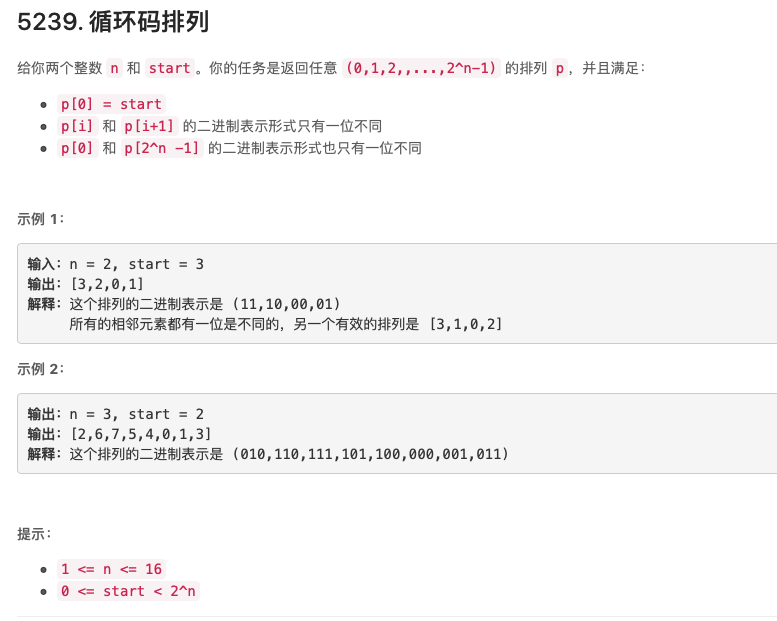 5239. 循环码排列
给你两个整数 n 和 start。你的任务是返回任意 (0,1,2,,...,2^n-1) 的排列 p，并且满足：
p[0] = start
p[i] 和 p[i+1] 的二进制表示形式只有一位不同
p[0] 和 p[2^n -1] 的二进制表示形式也只有一位不同
示例 1：
输入：n = 2, start = 3
输出：[3,2,0,1]
解释：这个排列的二进制表示是 (11,10,00,01)
所有的相邻元素都有一位是不同的，另一个有效的排列是 [3,1,0,2]
示例 2：
输出：n = 3, start = 2
输出：[2,6,7,5,4,0,1,3]
解释：这个排列的二进制表示是 (010,110,111,101,100,000,001,011)
提示：
1 <= n <= 16
0 <= start < 2^n